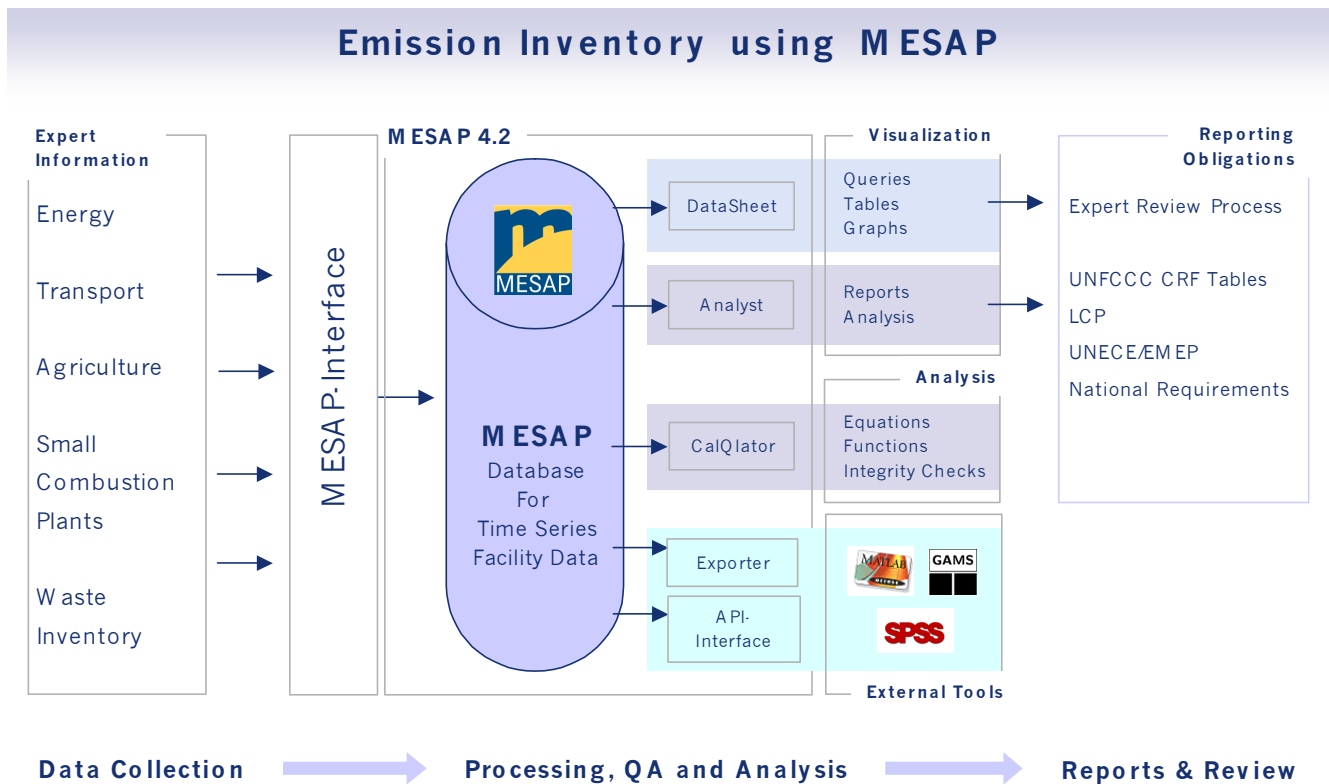 Emission Inventory using MESAP
Expert
Information
Energy
Transport
Agriculture
Small
Combustion
Plants
Waste
Inventory
MESAP-Interface
MESAP 4.2
MESAP
MESAP
Database
For
Time Series
Facility Data
DataSheet
Analyst
CalQlator
Exporter
API-
Interface
Visualization
Queries
Tables
Graphs
Reports
Analysis
Analysis
Equations
Functions
Integrity Checks
MATLAB
GAMS
SPSS
External Tools
Reporting
Obligations
Expert Review Process
UNFCCC CRF Tables
LCP
UNECE/EMEP
National Requirements
Data Collection
Processing, QA and Analysis
Reports & Review